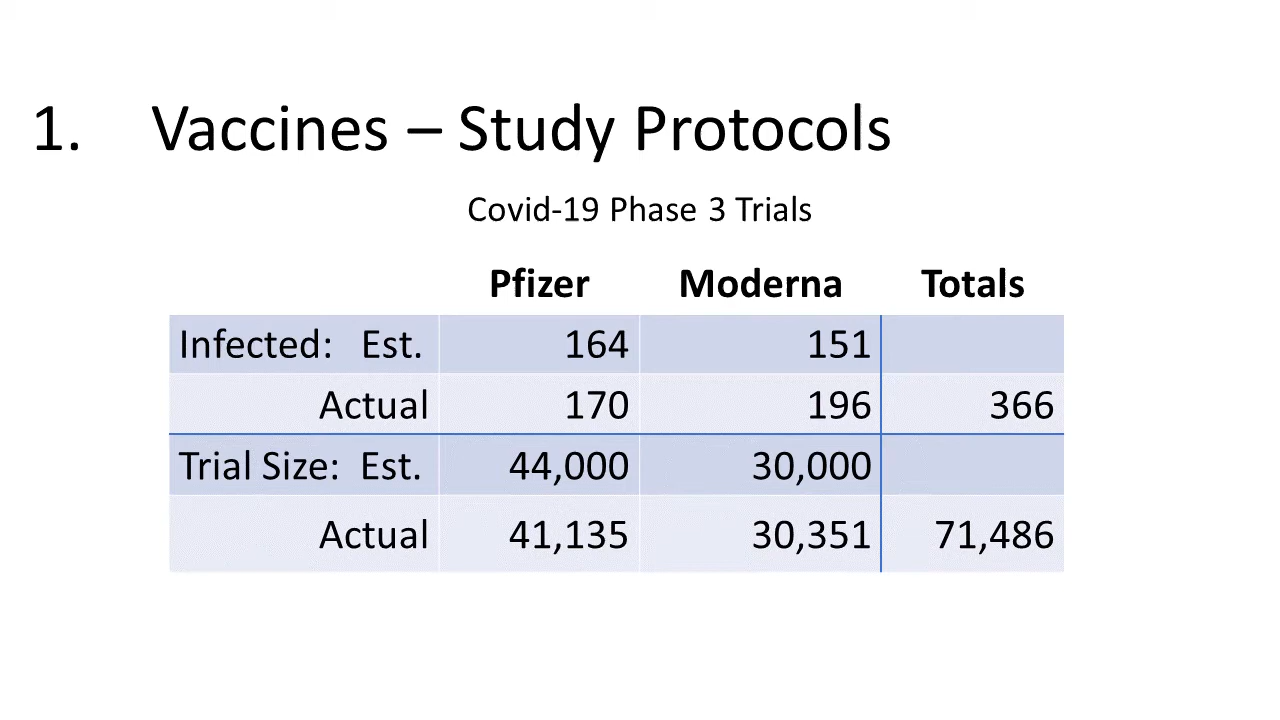 1. Vaccines – Study Protocols
Covid-19 Phase 3 Trials
Pfizer Moderna Totals
Infected: Est. 164 151
Actual 170 196 366
Trial Size: Est. 44,000 30,000
Actual 41,135 30,351 71,486